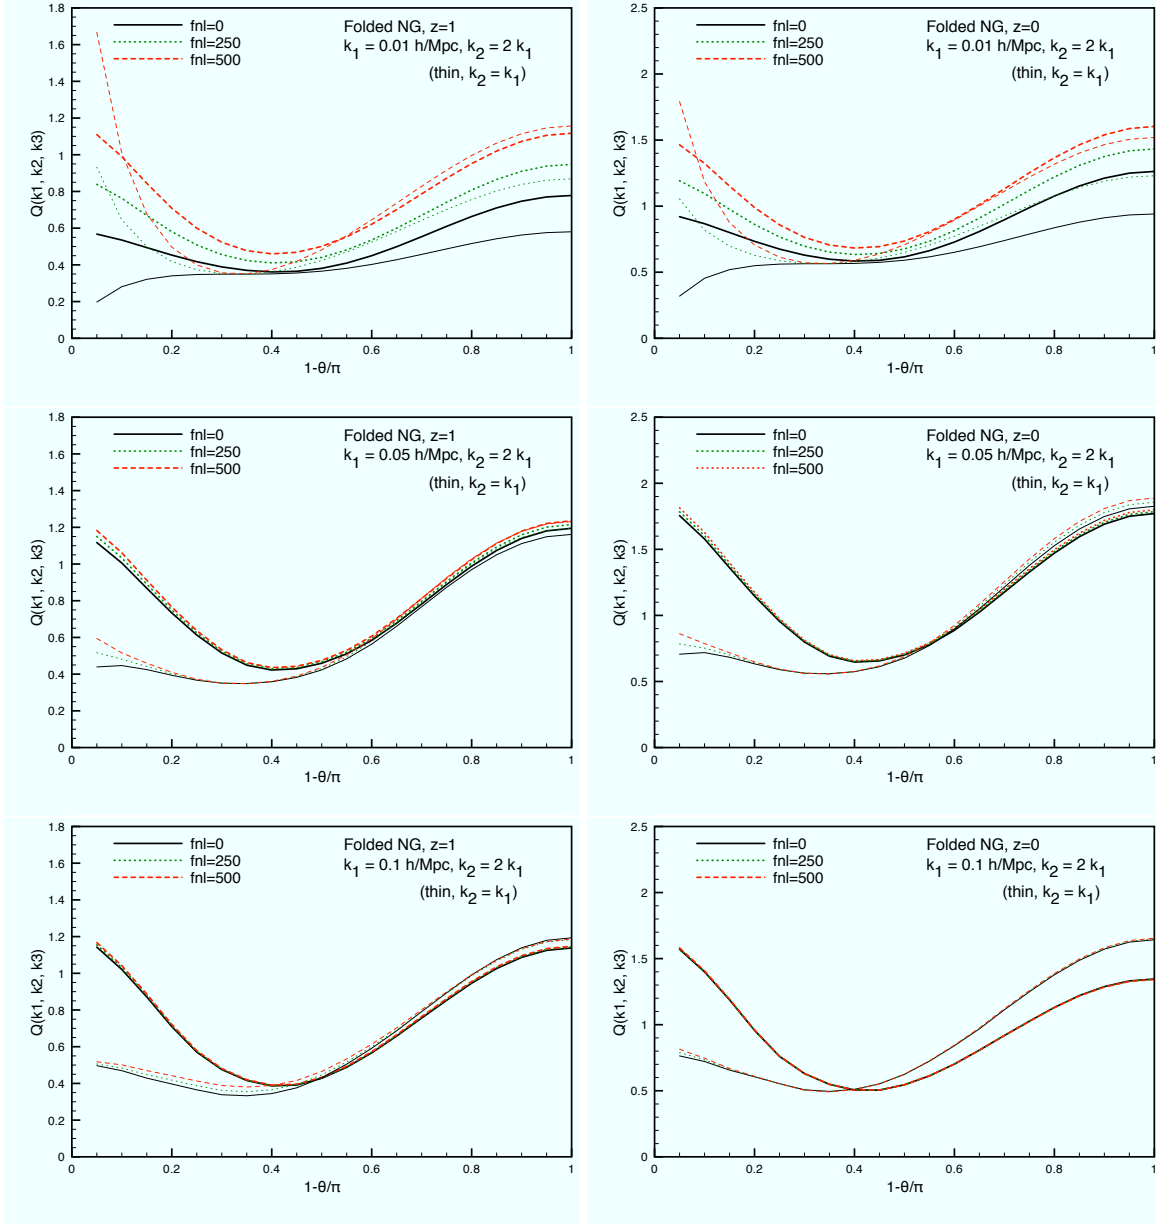 fnl=0
fnl=250
fnl=500
Folded NG, z=1
k1 = 0.01 h/Mpc, k2 = 2 k1
(thin, k2 = k1)
Q(k1, k2, k3)
1.8
1.6
1.4
1.2
1
0.8
0.6
0.4
0.2
0
0 0.2 0.4 0.6 0.8 1
1-θ/π
fnl=0
fnl=250
fnl=500
Folded NG, z=0
k1 = 0.01 h/Mpc, k2 = 2 k1
(thin, k2 = k1)
Q(k1, k2, k3)
2.5
2
1.5
1
0.5
0
0 0.2 0.4 0.6 0.8 1
1-θ/π
fnl=0
fnl=250
fnl=500
Folded NG, z=1
k1 = 0.05 h/Mpc, k2 = 2 k1
(thin, k2 = k1)
Q(k1, k2, k3)
1.8
1.6
1.4
1.2
1
0.8
0.6
0.4
0.2
0
0 0.2 0.4 0.6 0.8 1
1-θ/π
fnl=0
fnl=250
fnl=500
Folded NG, z=0
k1 = 0.05 h/Mpc, k2 = 2 k1
(thin, k2 = k1)
Q(k1, k2, k3)
2.5
2
1.5
1
0.5
0
0 0.2 0.4 0.6 0.8 1
1-θ/π
fnl=0
fnl=250
fnl=500
Folded NG, z=1
k1 = 0.1 h/Mpc, k2 = 2 k1
(thin, k2 = k1)
Q(k1, k2, k3)
1.8
1.6
1.4
1.2
1
0.8
0.6
0.4
0.2
0
0 0.2 0.4 0.6 0.8 1
1-θ/π
fnl=0
fnl=250
fnl=500
Folded NG, z=0
k1 = 0.1 h/Mpc, k2 = 2 k1
(thin, k2 = k1)
Q(k1, k2, k3)
2.5
2
1.5
1
0.5
0
0 0.2 0.4 0.6 0.8 1
1-θ/π